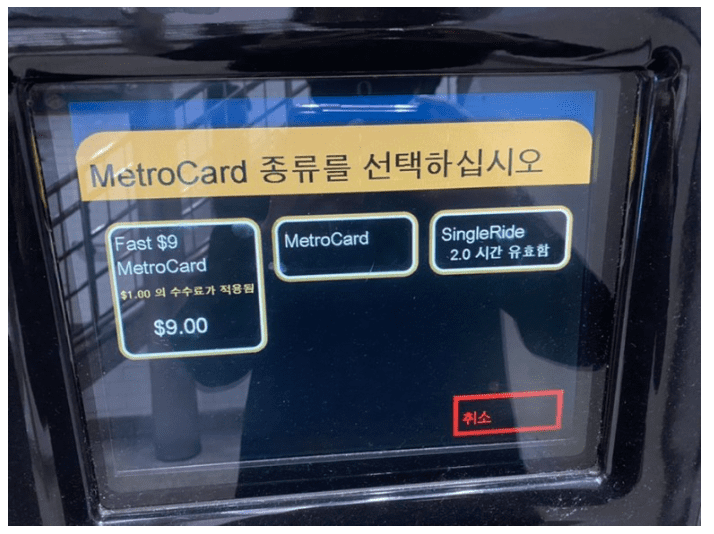 MetroCard 종류를 선택하십시오
Fast $9
MetroCard
$1.00 의 수수료가 적용됨
$9.00
MetroCard
SingleRide
2.0 시간 유효함
취소